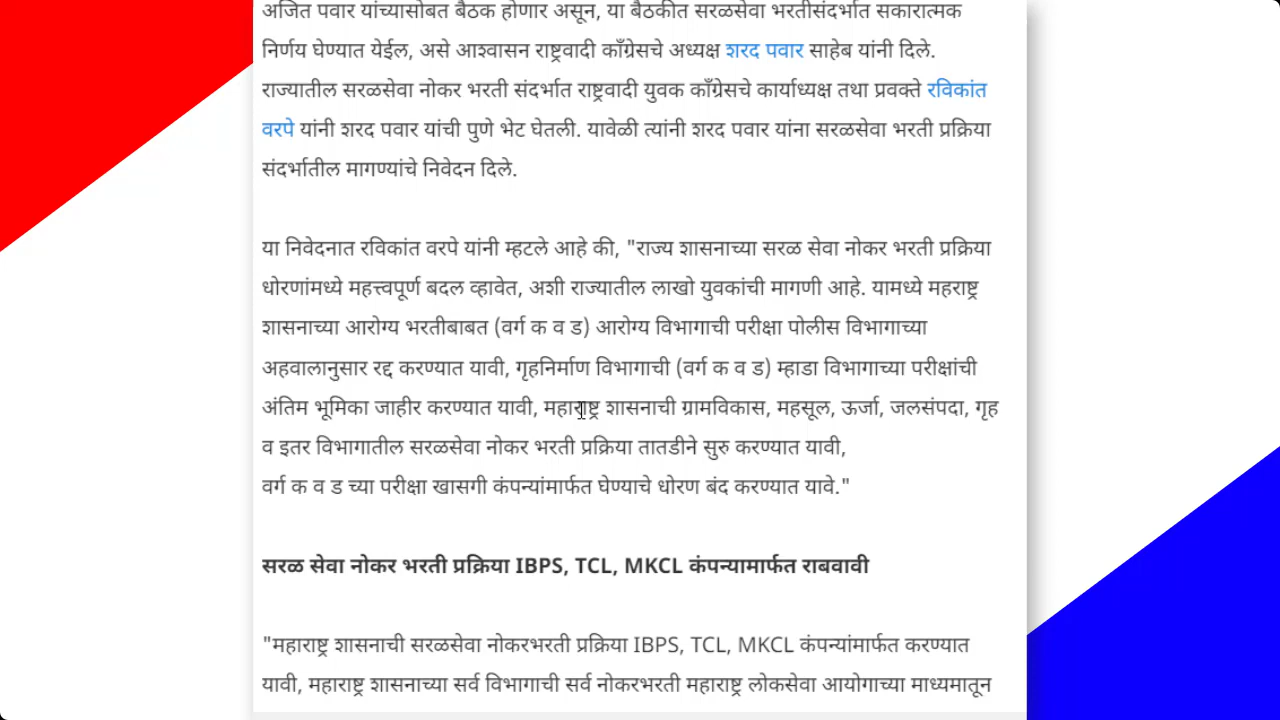 अजित पवार यांच्यासोबत बैठक होणार असून, या बैठकीत सरळसेवा भरतीसंदर्भात सकारात्मक
निर्णय घेण्यात येईल, असे आश्वासन राष्ट्रवादी काँग्रेसचे अध्यक्ष शरद पवार साहेब यांनी दिले.
राज्यातील सरळसेवा नोकर भरती संदर्भात राष्ट्रवादी युवक काँग्रेसचे कार्याध्यक्ष तथा प्रवक्ते रविकांत
वरपे यांनी शरद पवार यांची पुणे भेट घेतली. यावेळी त्यांनी शरद पवार यांना सरळसेवा भरती प्रक्रिया
संदर्भातील मागण्यांचे निवेदन दिले.
या निवेदनात रविकांत वरपे यांनी म्हटले आहे की, "राज्य शासनाच्या सरळ सेवा नोकर भरती प्रक्रिया
धोरणांमध्ये महत्त्वपूर्ण बदल व्हावेत, अशी राज्यातील लाखो युवकांची मागणी आहे. यामध्ये महराष्ट्र
शासनाच्या आरोग्य भरतीबाबत (वर्ग क व ड) आरोग्य विभागाची परीक्षा पोलीस विभागाच्या
अहवालानुसार रद्द करण्यात यावी, गृहनिर्माण विभागाची (वर्ग क व ड) म्हाडा विभागाच्या परीक्षांची
अंतिम भूमिका जाहीर करण्यात यावी, महाराष्ट्र शासनाची ग्रामविकास, महसूल, ऊर्जा, जलसंपदा, गृह
व इतर विभागातील सरळसेवा नोकर भरती प्रक्रिया तातडीने सुरु करण्यात यावी,
वर्ग क व ड च्या परीक्षा खासगी कंपन्यांमार्फत घेण्याचे धोरण बंद करण्यात यावे."
सरळ सेवा नोकर भरती प्रक्रिया IBPS, TCL, MKCL कंपन्यामार्फत राबवावी
"महाराष्ट्र शासनाची सरळसेवा नोकरभरती प्रक्रिया IBPS, TCL, MKCL कंपन्यांमार्फत करण्यात
यावी, महाराष्ट्र शासनाच्या सर्व विभागाची सर्व नोकरभरती महाराष्ट्र लोकसेवा आयोगाच्या माध्यमातून